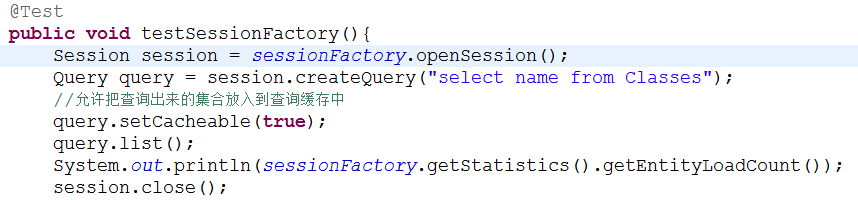 @Test
public void testSessionFactory(){
Session session = sessionFactory.openSession();
Query query = session.createQuery("select name from Classes");
//允许把查询出来的集合放入到查询缓存中
query.setCacheable(true);
query.list();
System.out.println(sessionFactory.getStatistics().getEntityLoadCount());
session.close();